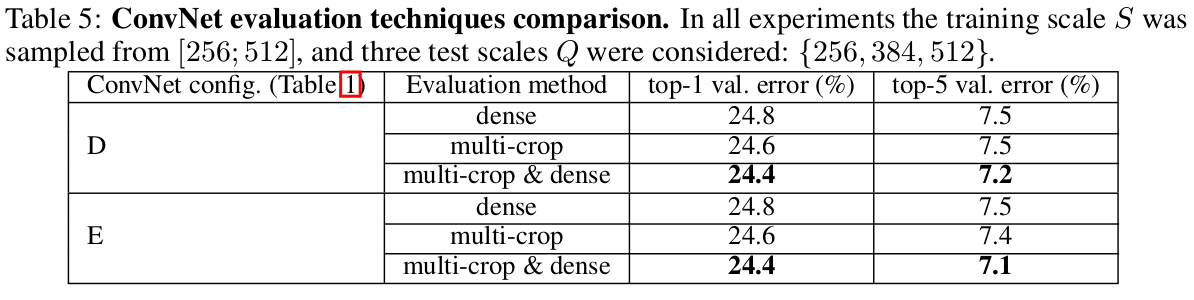 Table 5: ConvNet evaluation techniques comparison. In all experiments the training scale S was
sampled from [256; 512], and three test scales Q were considered: {256, 384, 512}.
ConvNet config. (Table 1) Evaluation method top-1 val. error (%) top-5 val. error (%)
D
dense 24.8 7.5
multi-crop 24.6 7.5
multi-crop & dense 24.4 7.2
E
dense 24.8 7.5
multi-crop 24.6 7.4
multi-crop & dense 24.4 7.1